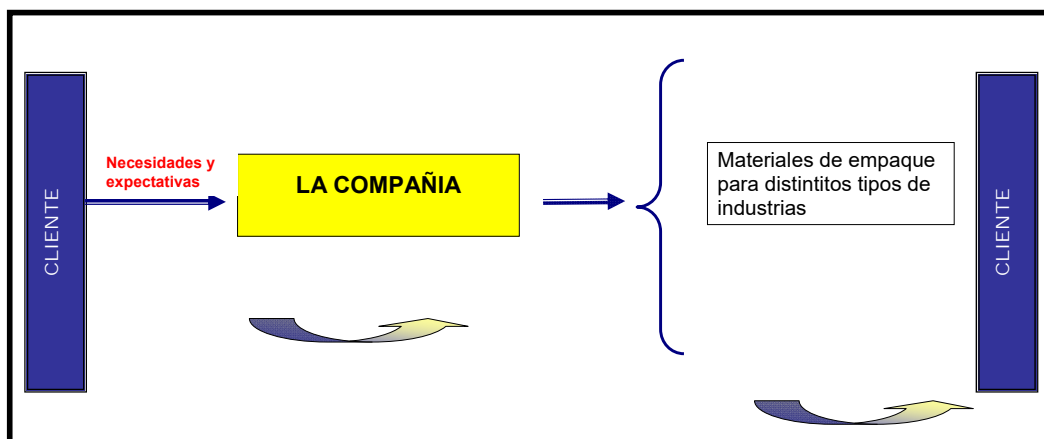 CLIENTE
Necesidades y
expectativas
LA COMPAÑIA
Materiales de empaque
para distintitos tipos de
industrias
CLIENTE